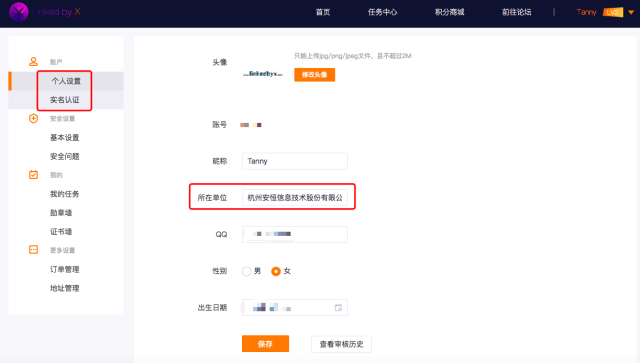 Linked by X
首页 任务中心 积分商城 前往论坛 | Tanny
账户
个人设置
实名认证
安全设置
基本设置
安全问题
我的
我的任务
勋章墙
证书墙
更多设置
订单管理
地址管理
头像
linkedbyx
只能上传jpg/png/jpeg文件，且不超过2M
修改头像
账号
昵称 Tanny
所在单位 杭州安恒信息技术股份有限公
QQ
性别 男 女
出生日期
保存 查看审核历史